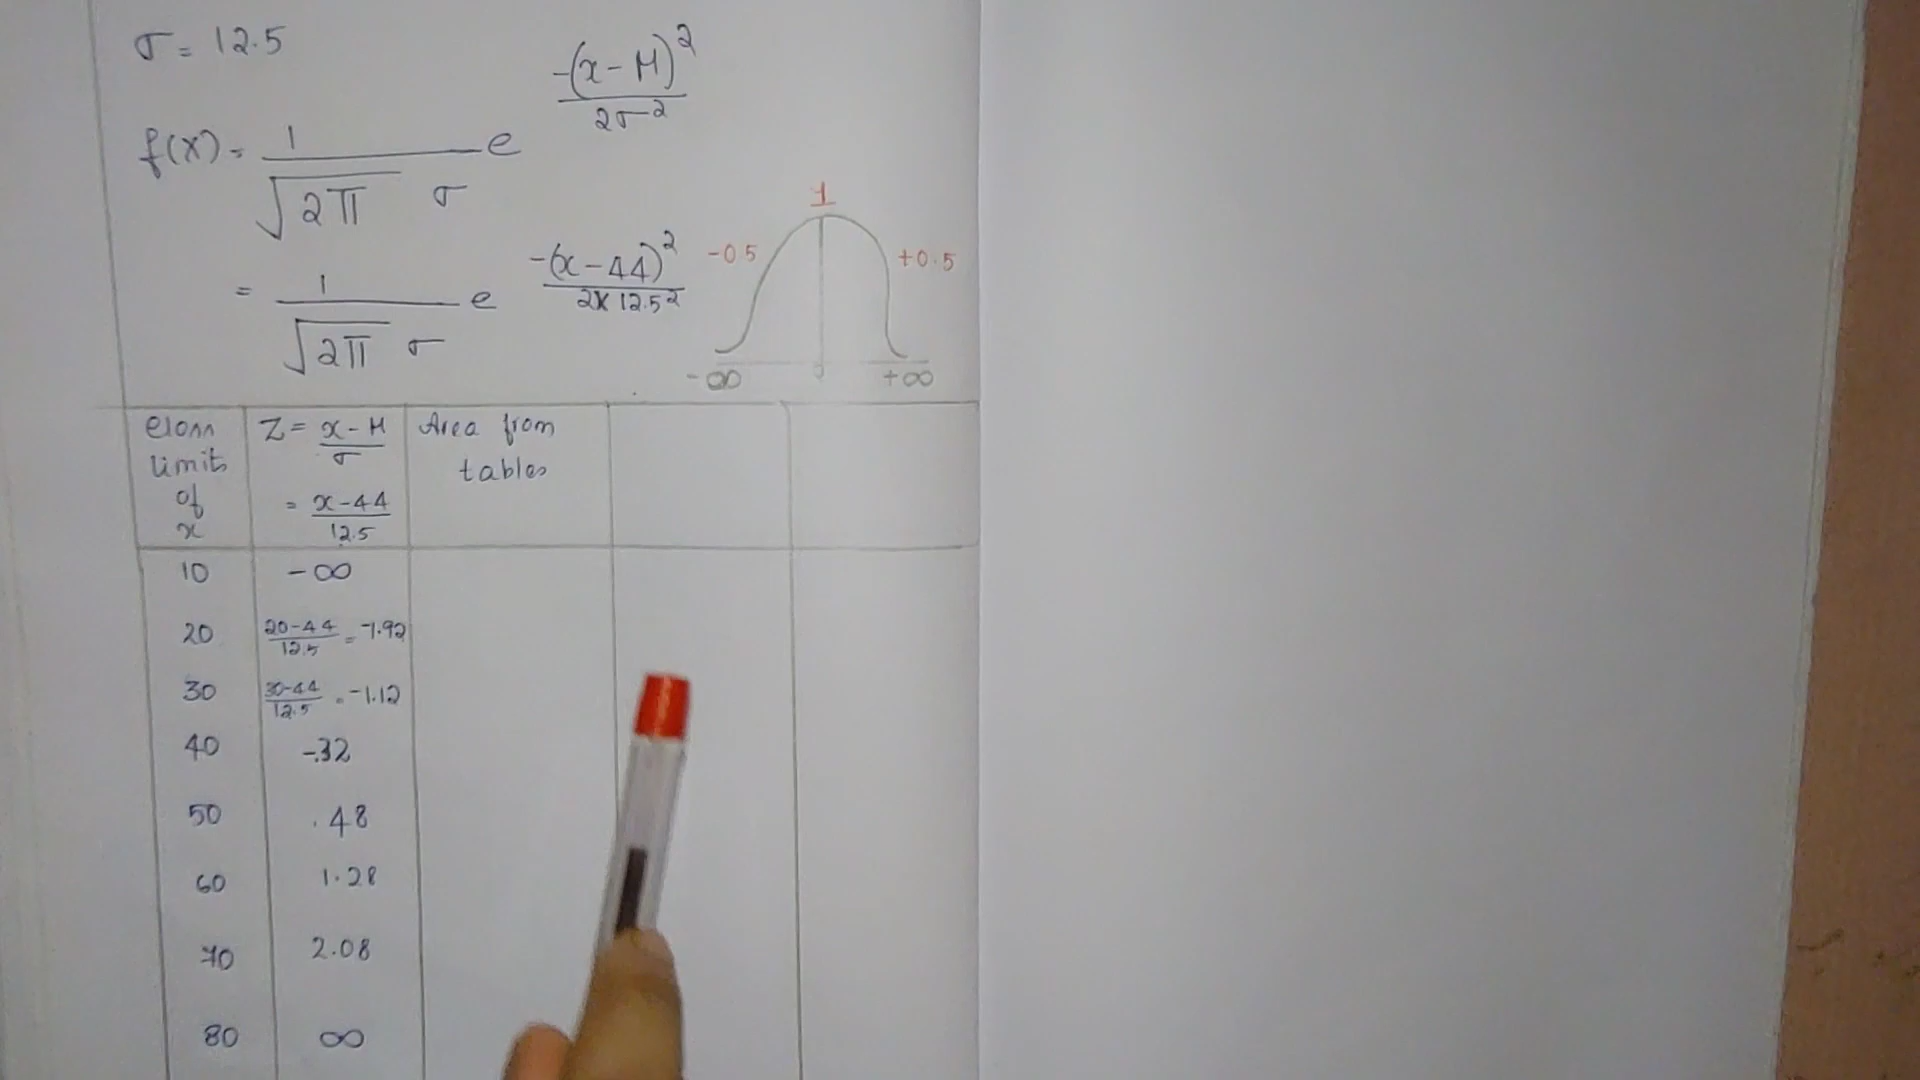 σ = 12.5
f(x) = 1 / √2π σ e -(x-μ)² / 2σ²
= 1 / √2π σ e -(x-44)² / 2×12.5²
1
-0.5 +0.5
-∞ +∞
class limits of x
Z = x-μ / σ
= x-44 / 12.5
Area from tables
10 -∞
20 20-44 / 12.5 = -1.92
30 30-44 / 12.5 = -1.12
40 -.32
50 .48
60 1.28
70 2.08
80 ∞